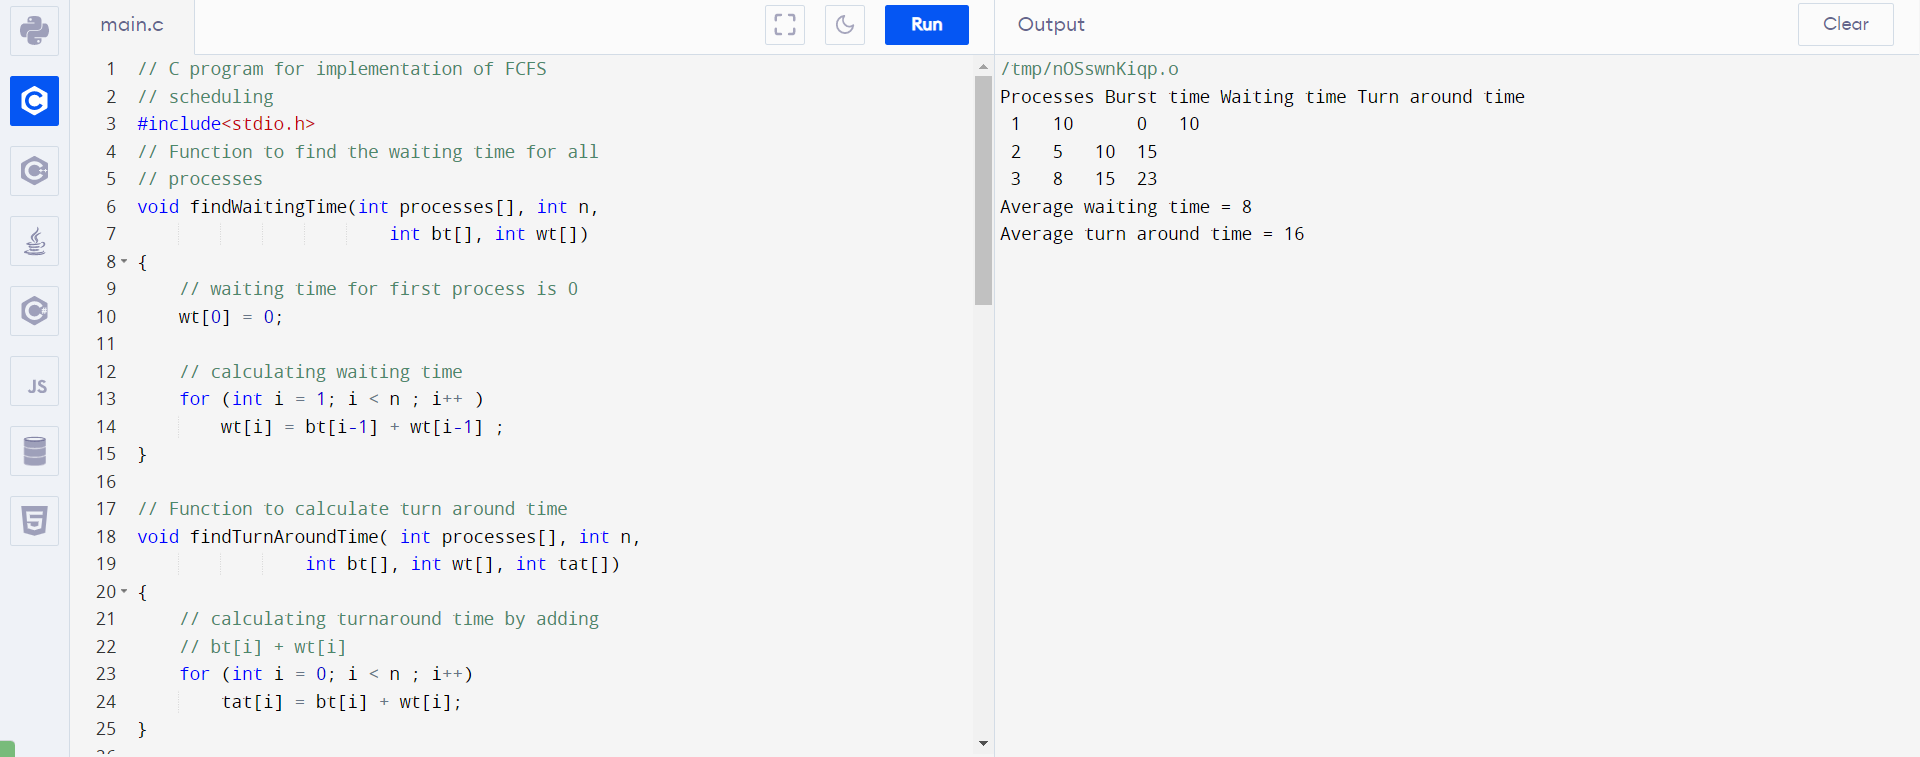 main.c
Run
Output
Clear
JS
1 // C program for implementation of FCFS
2 // scheduling
3 #include<stdio.h>
4 // Function to find the waiting time for all
5 // processes
6 void findWaitingTime(int processes[], int n,
7 int bt[], int wt[])
8 {
9 // waiting time for first process is 0
10 wt[0] = 0;
11
12 // calculating waiting time
13 for (int i = 1; i < n ; i++ )
14 wt[i] = bt[i-1] + wt[i-1] ;
15 }
16
17 // Function to calculate turn around time
18 void findTurnAroundTime( int processes[], int n,
19 int bt[], int wt[], int tat[])
20 {
21 // calculating turnaround time by adding
22 // bt[i] + wt[i]
23 for (int i = 0; i < n ; i++)
24 tat[i] = bt[i] + wt[i];
25 }
/tmp/nOSswnKiqp.o
Processes Burst time Waiting time Turn around time
1 10 0 10
2 5 10 15
3 8 15 23
Average waiting time = 8
Average turn around time = 16